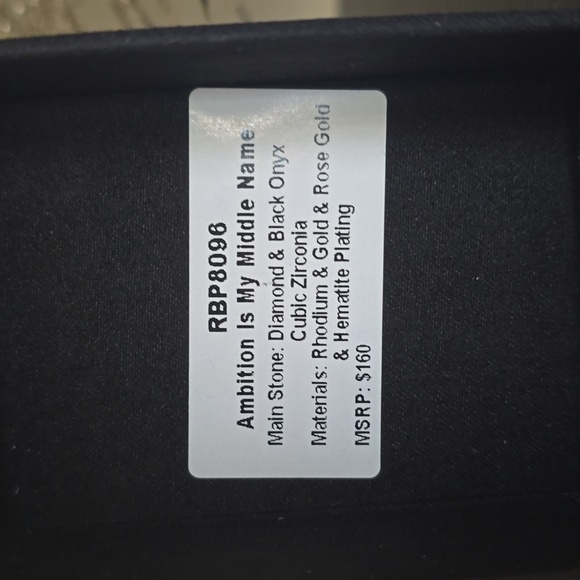 RBP8096
Ambition Is My Middle Name
Main Stone: Diamond & Black Onyx
Cubic Zirconia
Materials: Rhodium & Gold & Rose Gold
& Hematite Plating
MSRP: $160